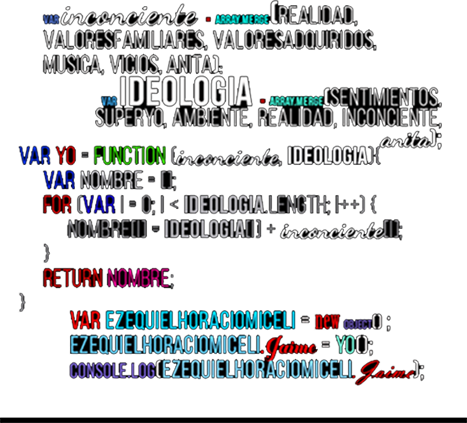 VAR inconciente = ARRAY.MERGE(REALIDAD,
VALORESFAMILIARES, VALORESADQUIRIDOS,
MUSICA, VICIOS, ANITA);
VAR IDEOLOGIA = ARRAY.MERGE(SENTIMIENTOS,
SUPERYO, AMBIENTE, REALIDAD, INCONCIENTE,
anita);
VAR YO = FUNCTION (inconciente, IDEOLOGIA){
VAR NOMBRE = [];
FOR (VAR I = 0; I < IDEOLOGIA.LENGTH; I++) {
NOMBRE[I] = IDEOLOGIA[I] + inconciente[I];
}
RETURN NOMBRE;
}
VAR EZEQUIELHORACIOMICELI = new OBJECT() ;
EZEQUIELHORACIOMICELI.Jaime = YO();
CONSOLE.LOG(EZEQUIELHORACIOMICELI.Jaime);